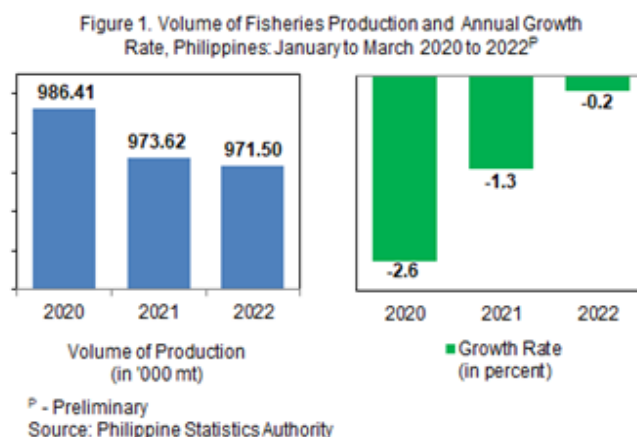 Figure 1. Volume of Fisheries Production and Annual Growth
Rate, Philippines: January to March 2020 to 2022ᴾ
986.41
973.62
971.50
2020
2021
2022
Volume of Production
(in '000 mt)
-2.6
-1.3
-0.2
2020
2021
2022
Growth Rate
(in percent)
ᴾ - Preliminary
Source: Philippine Statistics Authority